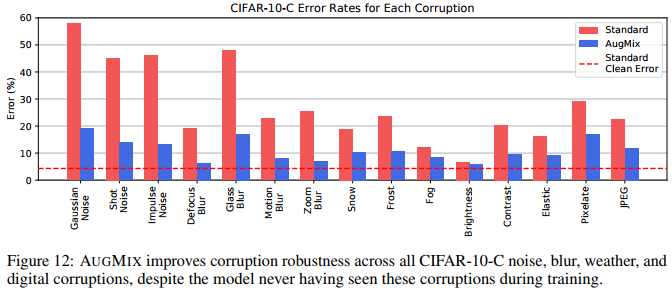 CIFAR-10-C Error Rates for Each Corruption
60
50
40
30
20
10
0
Error (%)
Standard
AugMix
Standard
Clean Error
Gaussian
Noise
Shot
Noise
Impulse
Noise
Defocus
Blur
Glass
Blur
Motion
Blur
Zoom
Blur
Snow
Frost
Fog
Brightness
Contrast
Elastic
Pixelate
JPEG
Figure 12: AUGMIX improves corruption robustness across all CIFAR-10-C noise, blur, weather, and
digital corruptions, despite the model never having seen these corruptions during training.